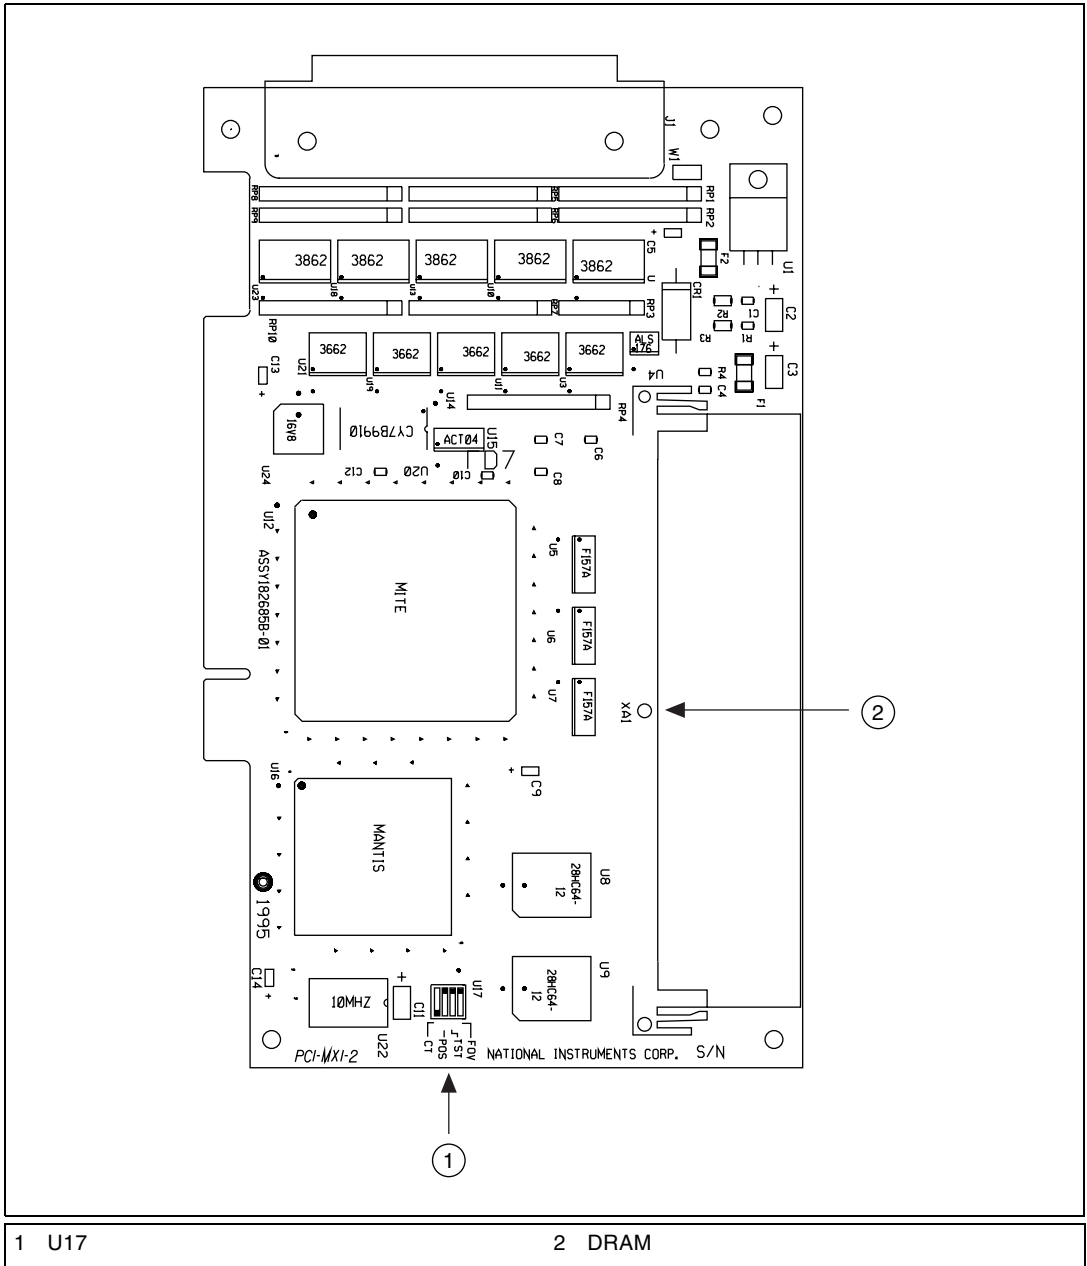 J1
W1
RP8
RP5
RP1
RP9
RP6
RP2
+
3862 3862 3862 3862 3862
C5
F2
U1
U23
U18
U13
U10
U
CR1
+
RP10
RP7
RP3
R2
C1
C2
R3
R1
C13
+
3662 3662 3662 3662 3662
ALS
176
+
C3
U21
U19
U14
U11
U3
U4
R4
C4
F1
16V8
CY7B9910
ACT04
U15
RP4
C7
C6
U24
C12
U20
C10
C8
U12
ASSY182685B-01
MITE
U5
F157A
U6
F157A
U7
F157A
XA1
2
U16
+
C9
MANTIS
28HC64-
12
U8
1995
28HC64-
12
U9
C14
+
10MHZ
+
C11
U17
U22
CT
POS
TST
FOV
PCI-MXI-2
NATIONAL INSTRUMENTS CORP.
S/N
1
1 U17
2 DRAM